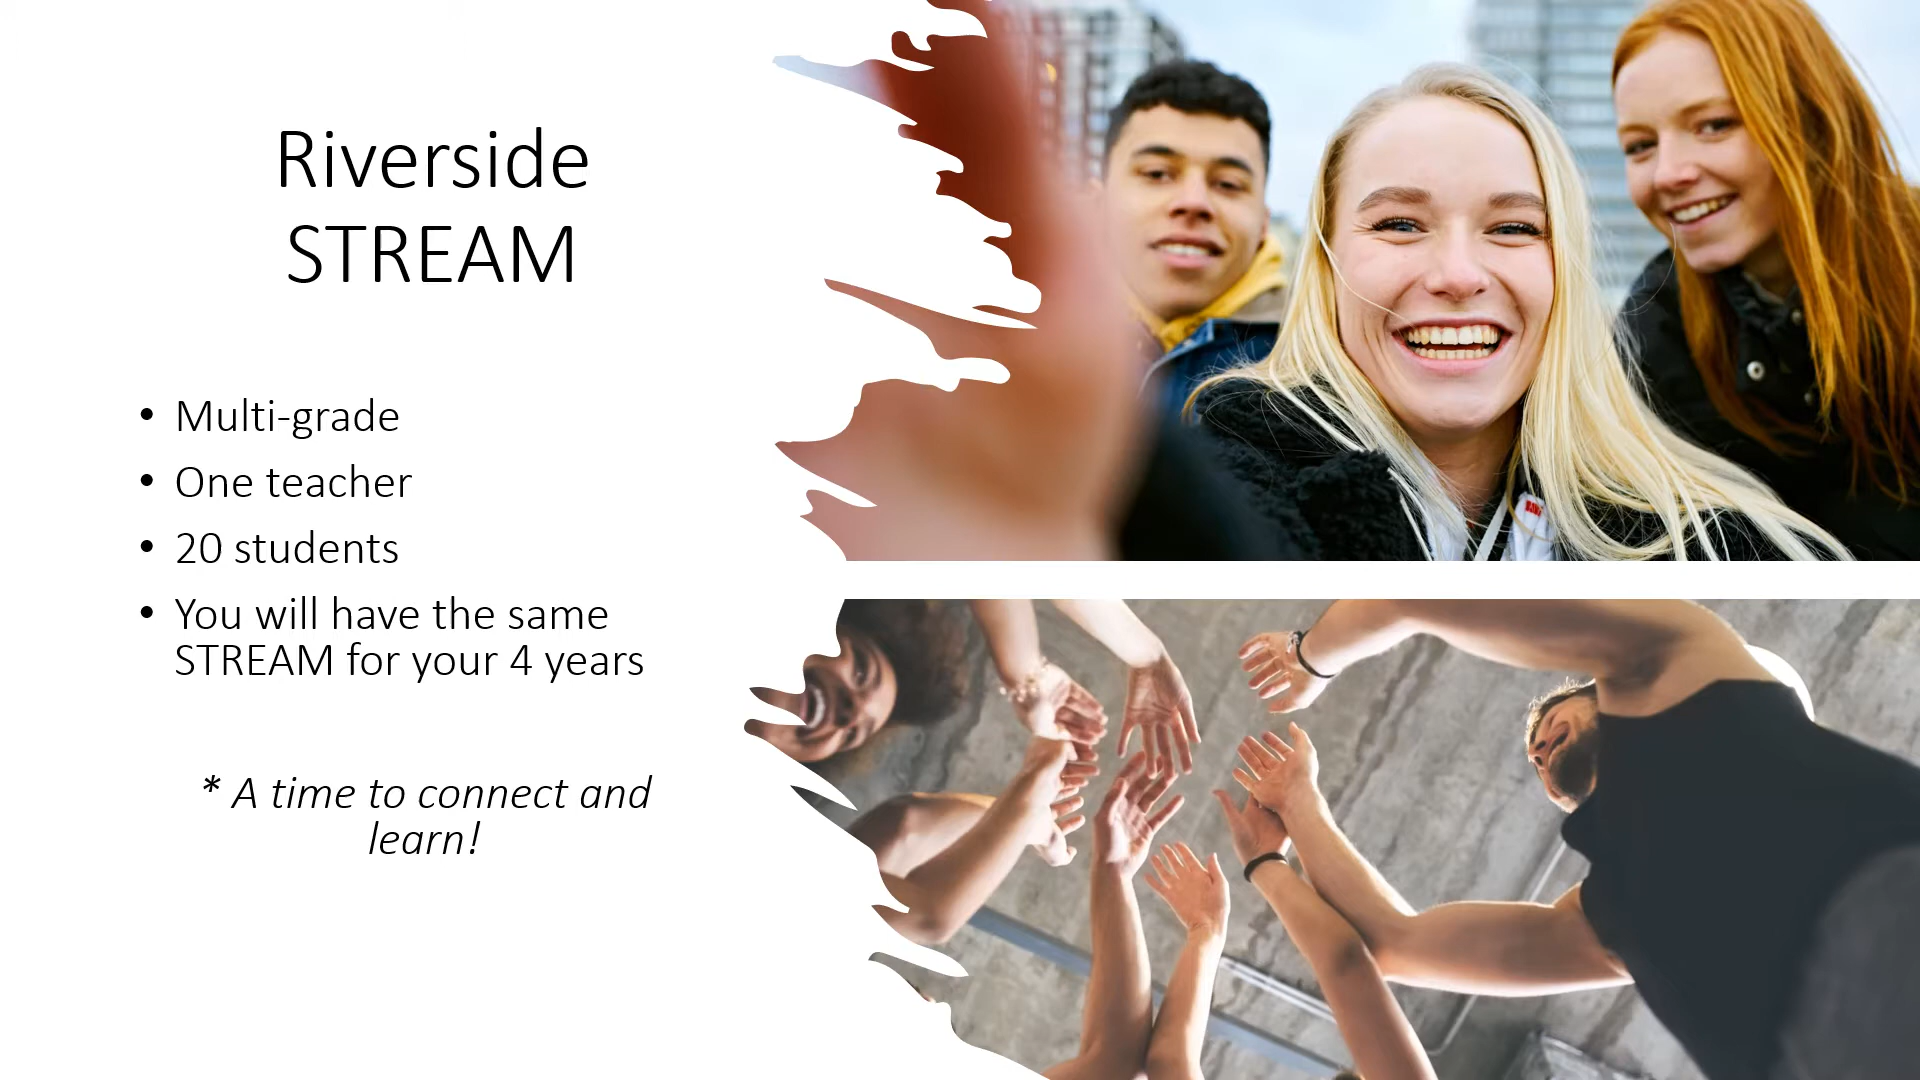 Riverside
STREAM
• Multi-grade
• One teacher
• 20 students
• You will have the same
STREAM for your 4 years
* A time to connect and
learn!